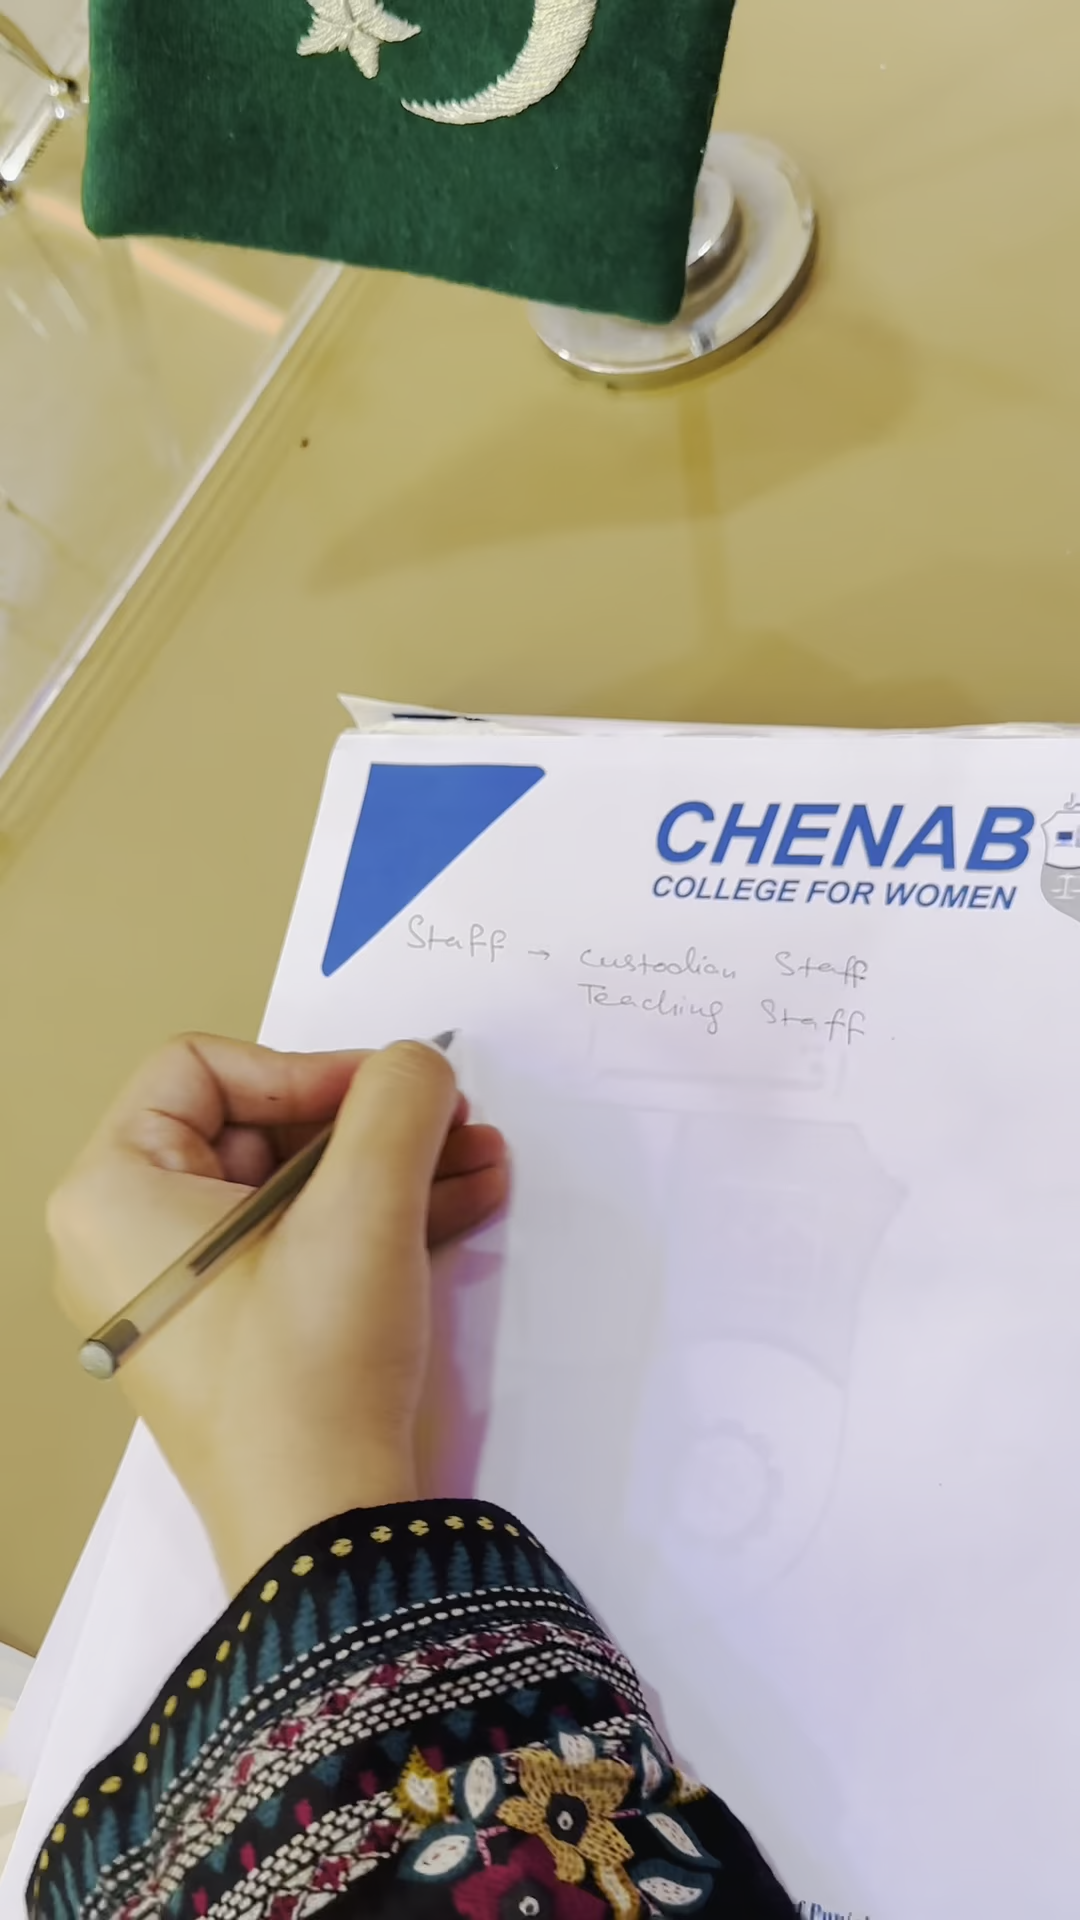 CHENAB
COLLEGE FOR WOMEN
Staff → Custodian Staff
Teaching Staff